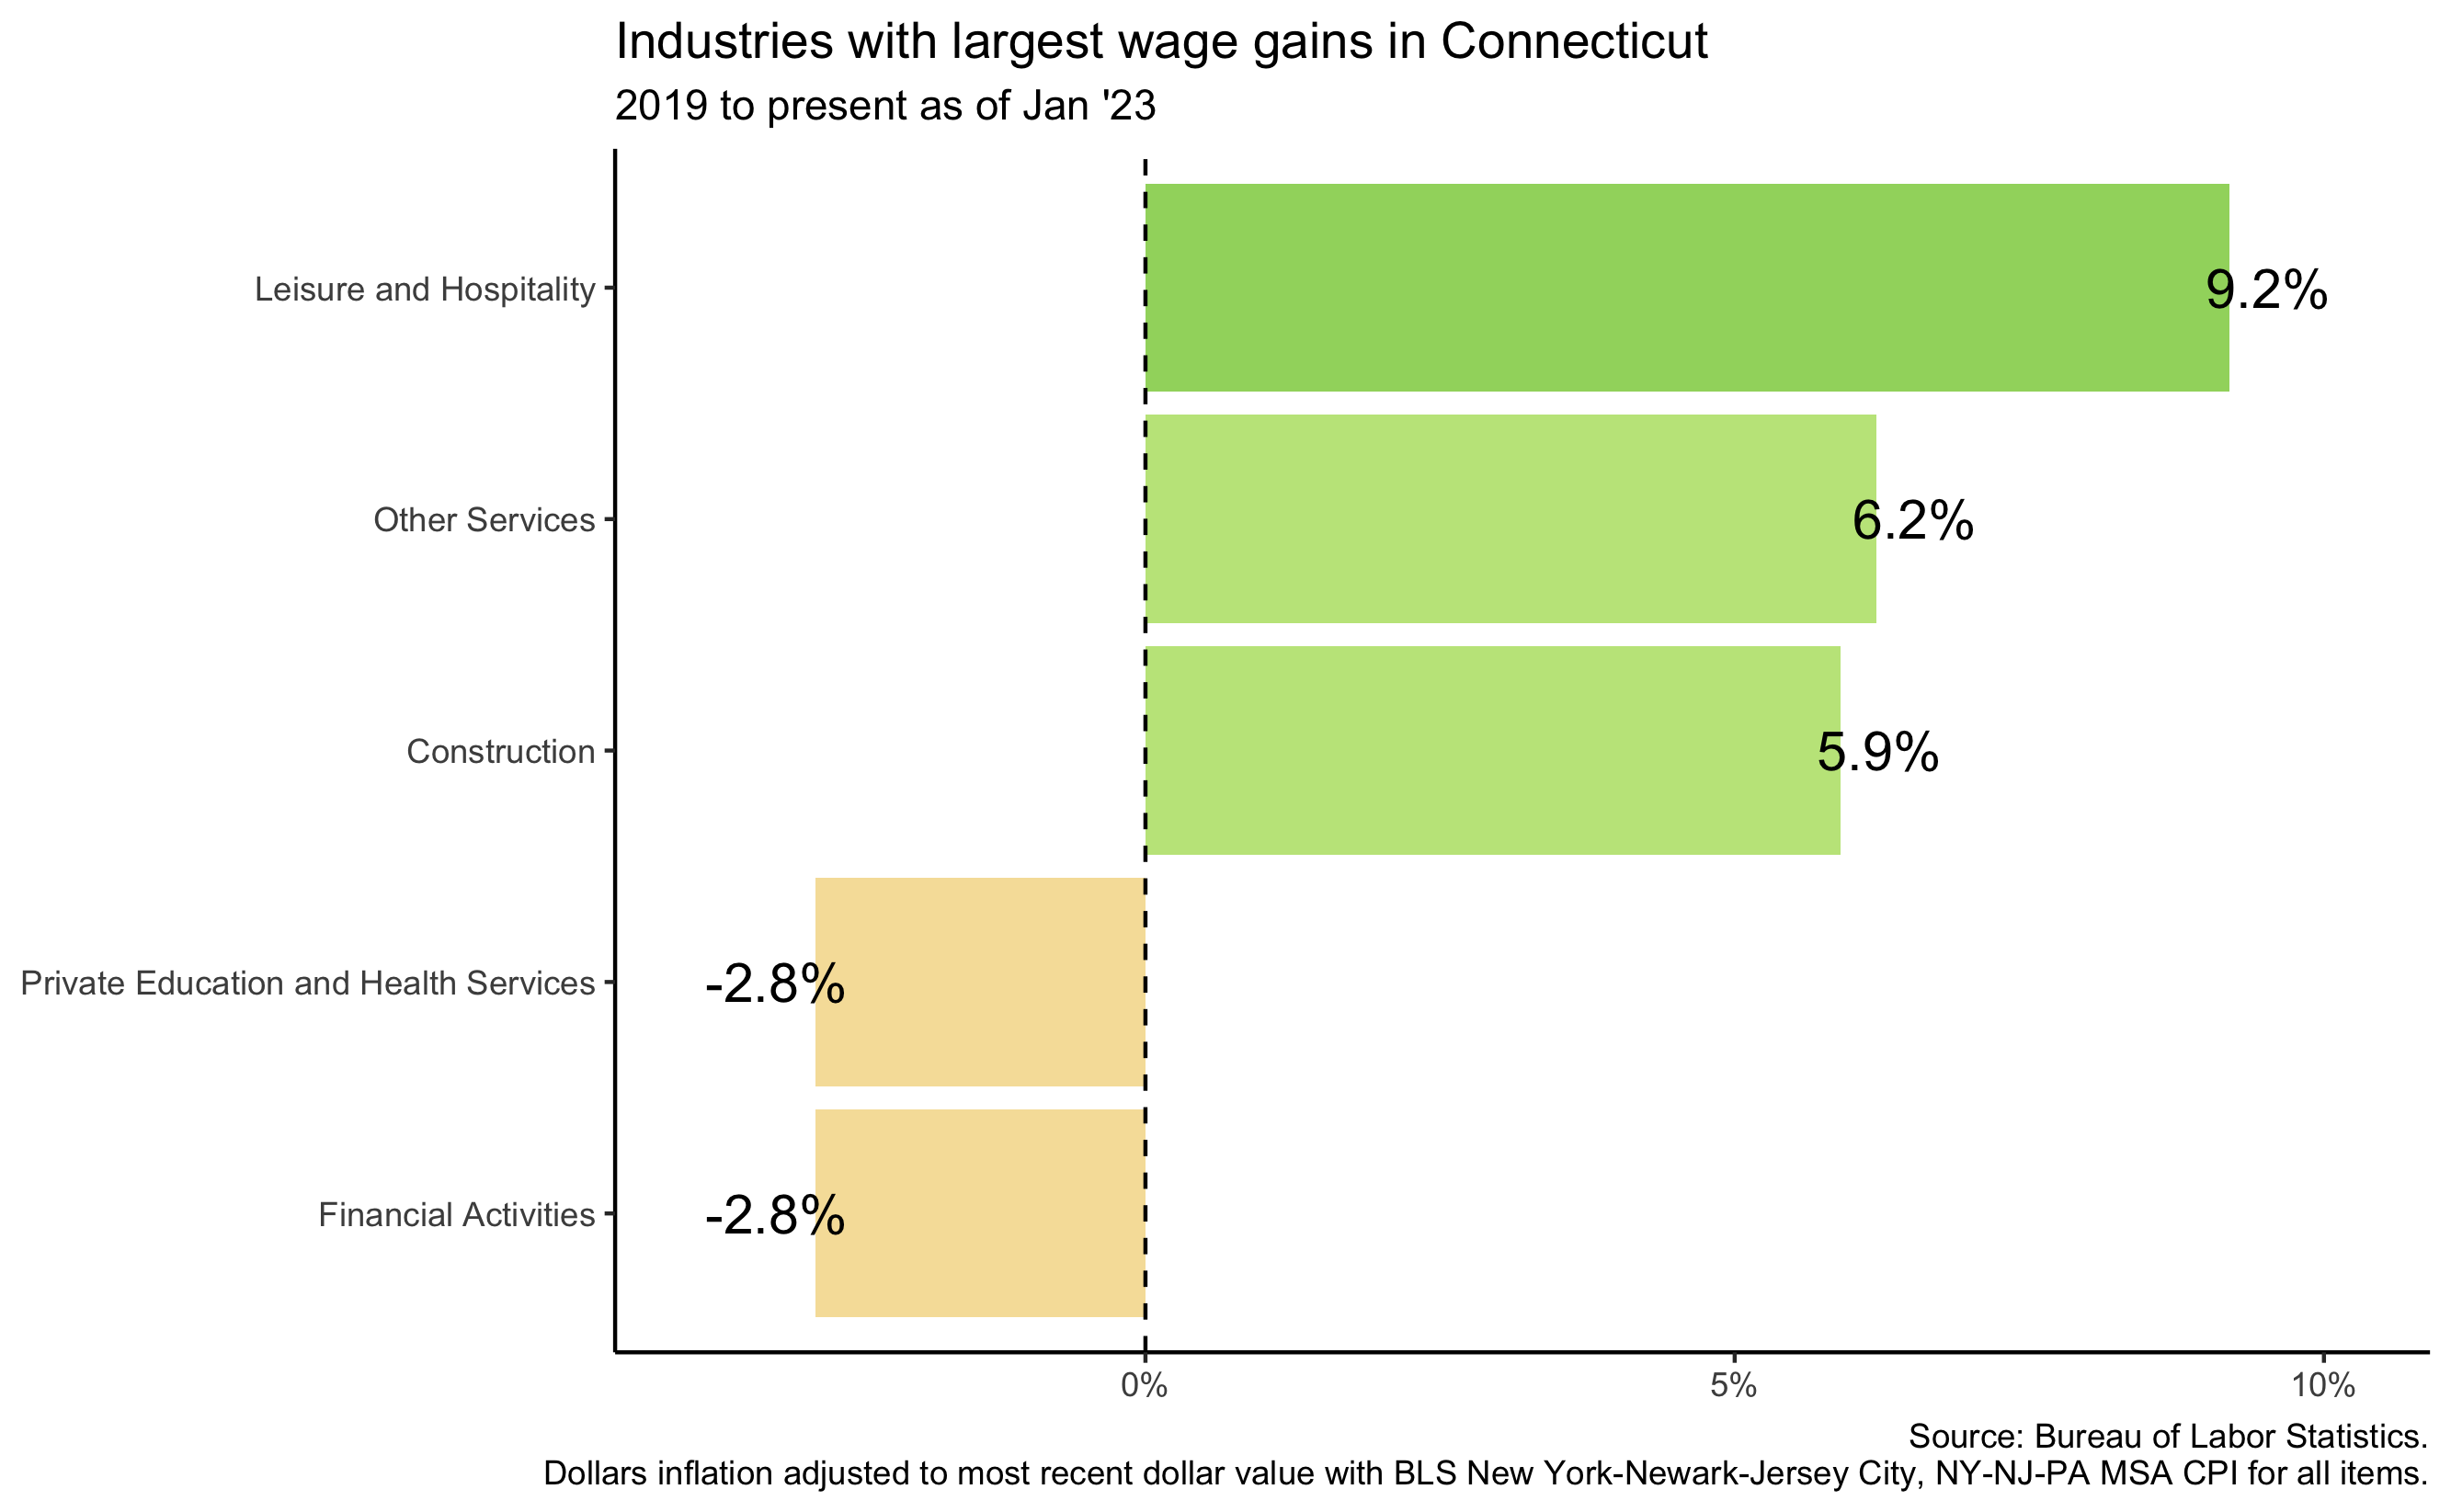 Industries with largest wage gains in Connecticut
2019 to present as of Jan '23
Leisure and Hospitality
9.2%
Other Services
6.2%
Construction
5.9%
Private Education and Health Services
-2.8%
Financial Activities
-2.8%
0%
5%
10%
Source: Bureau of Labor Statistics.
Dollars inflation adjusted to most recent dollar value with BLS New York-Newark-Jersey City, NY-NJ-PA MSA CPI for all items.